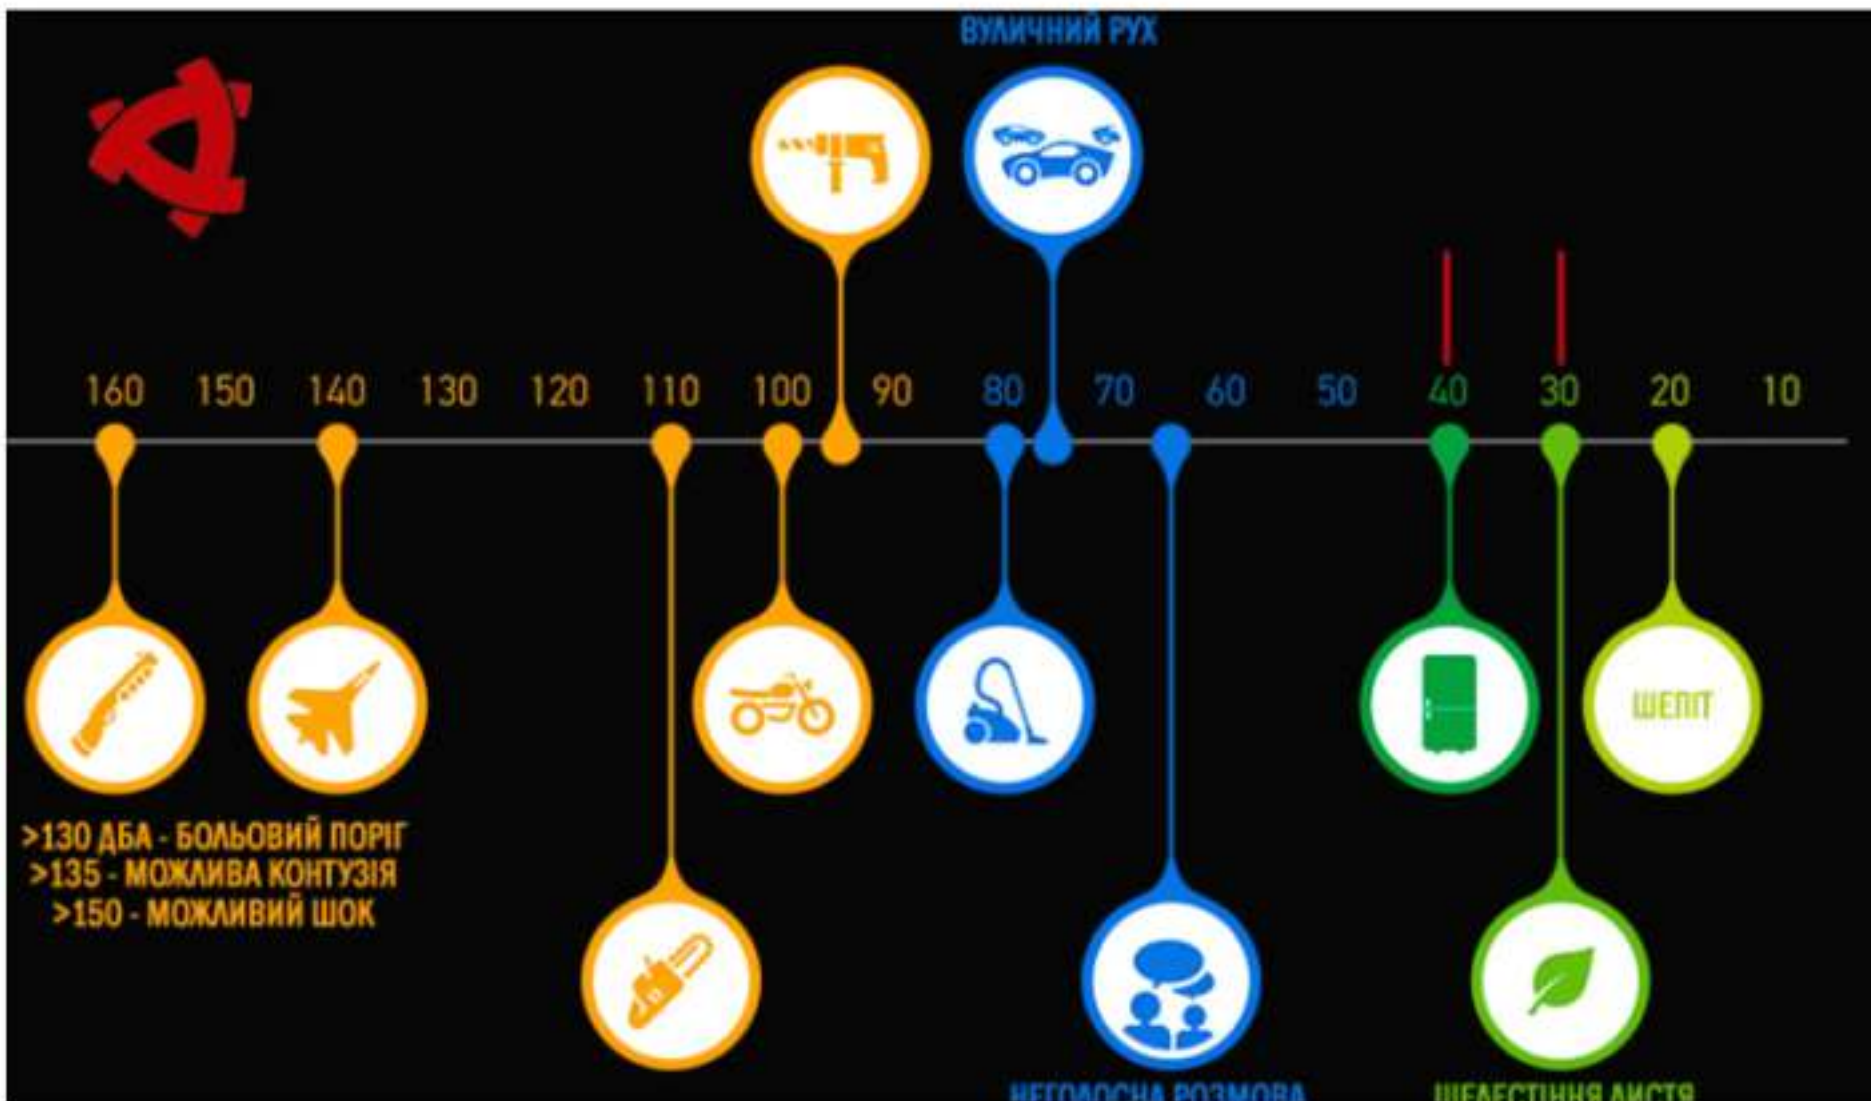 ВУЛИЧНИЙ РУХ
160 150 140 130 120 110 100 90 80 70 60 50 40 30 20 10
ШЕПІТ
>130 ДБА - БОЛЬОВИЙ ПОРІГ
>135 - МОЖЛИВА КОНТУЗІЯ
>150 - МОЖЛИВИЙ ШОК
НЕГОЛОСНА РОЗМОВА
ШЕЛЕСТІННЯ ЛИСТЯ